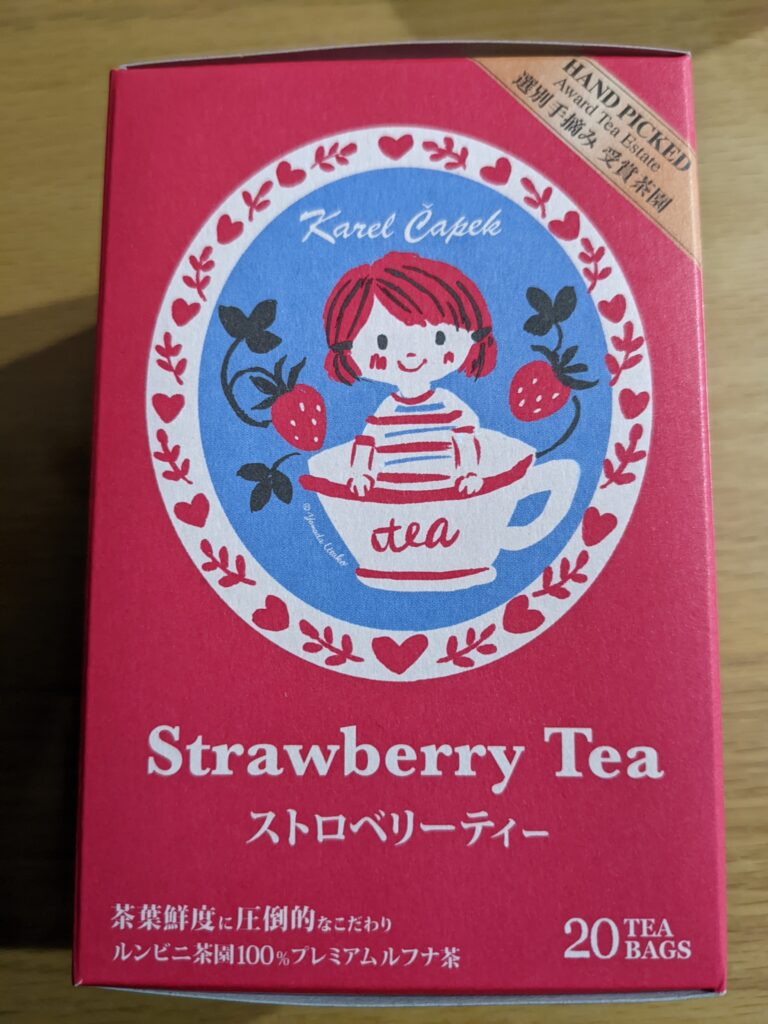 HAND PICKED
Award Tea Estate
選別手摘み 受賞茶園
Karel Čapek
tea
© Yamada Utako
Strawberry Tea
ストロベリーティー
茶葉鮮度に圧倒的なこだわり
ルンビニ茶園100%プレミアムルフナ茶
20 TEA
BAGS